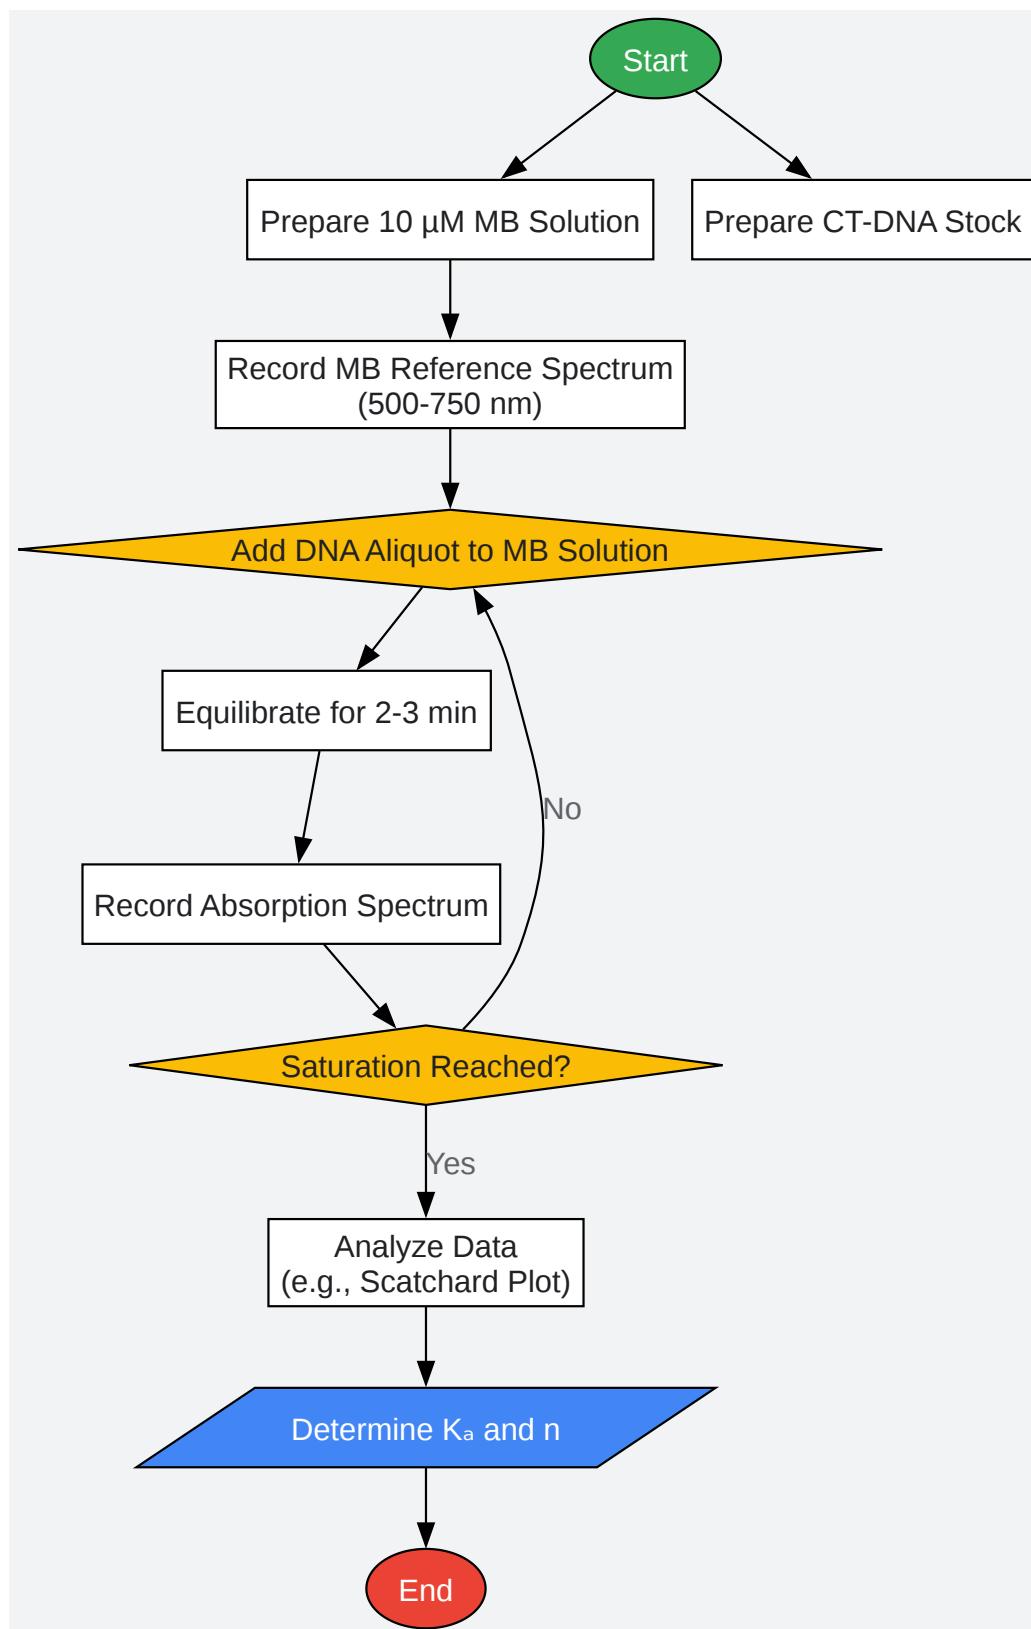 Start
Prepare 10 µM MB Solution
Prepare CT-DNA Stock
Record MB Reference Spectrum
(500-750 nm)
Add DNA Aliquot to MB Solution
Equilibrate for 2-3 min
No
Record Absorption Spectrum
Saturation Reached?
Yes
Analyze Data
(e.g., Scatchard Plot)
Determine Kₐ and n
End